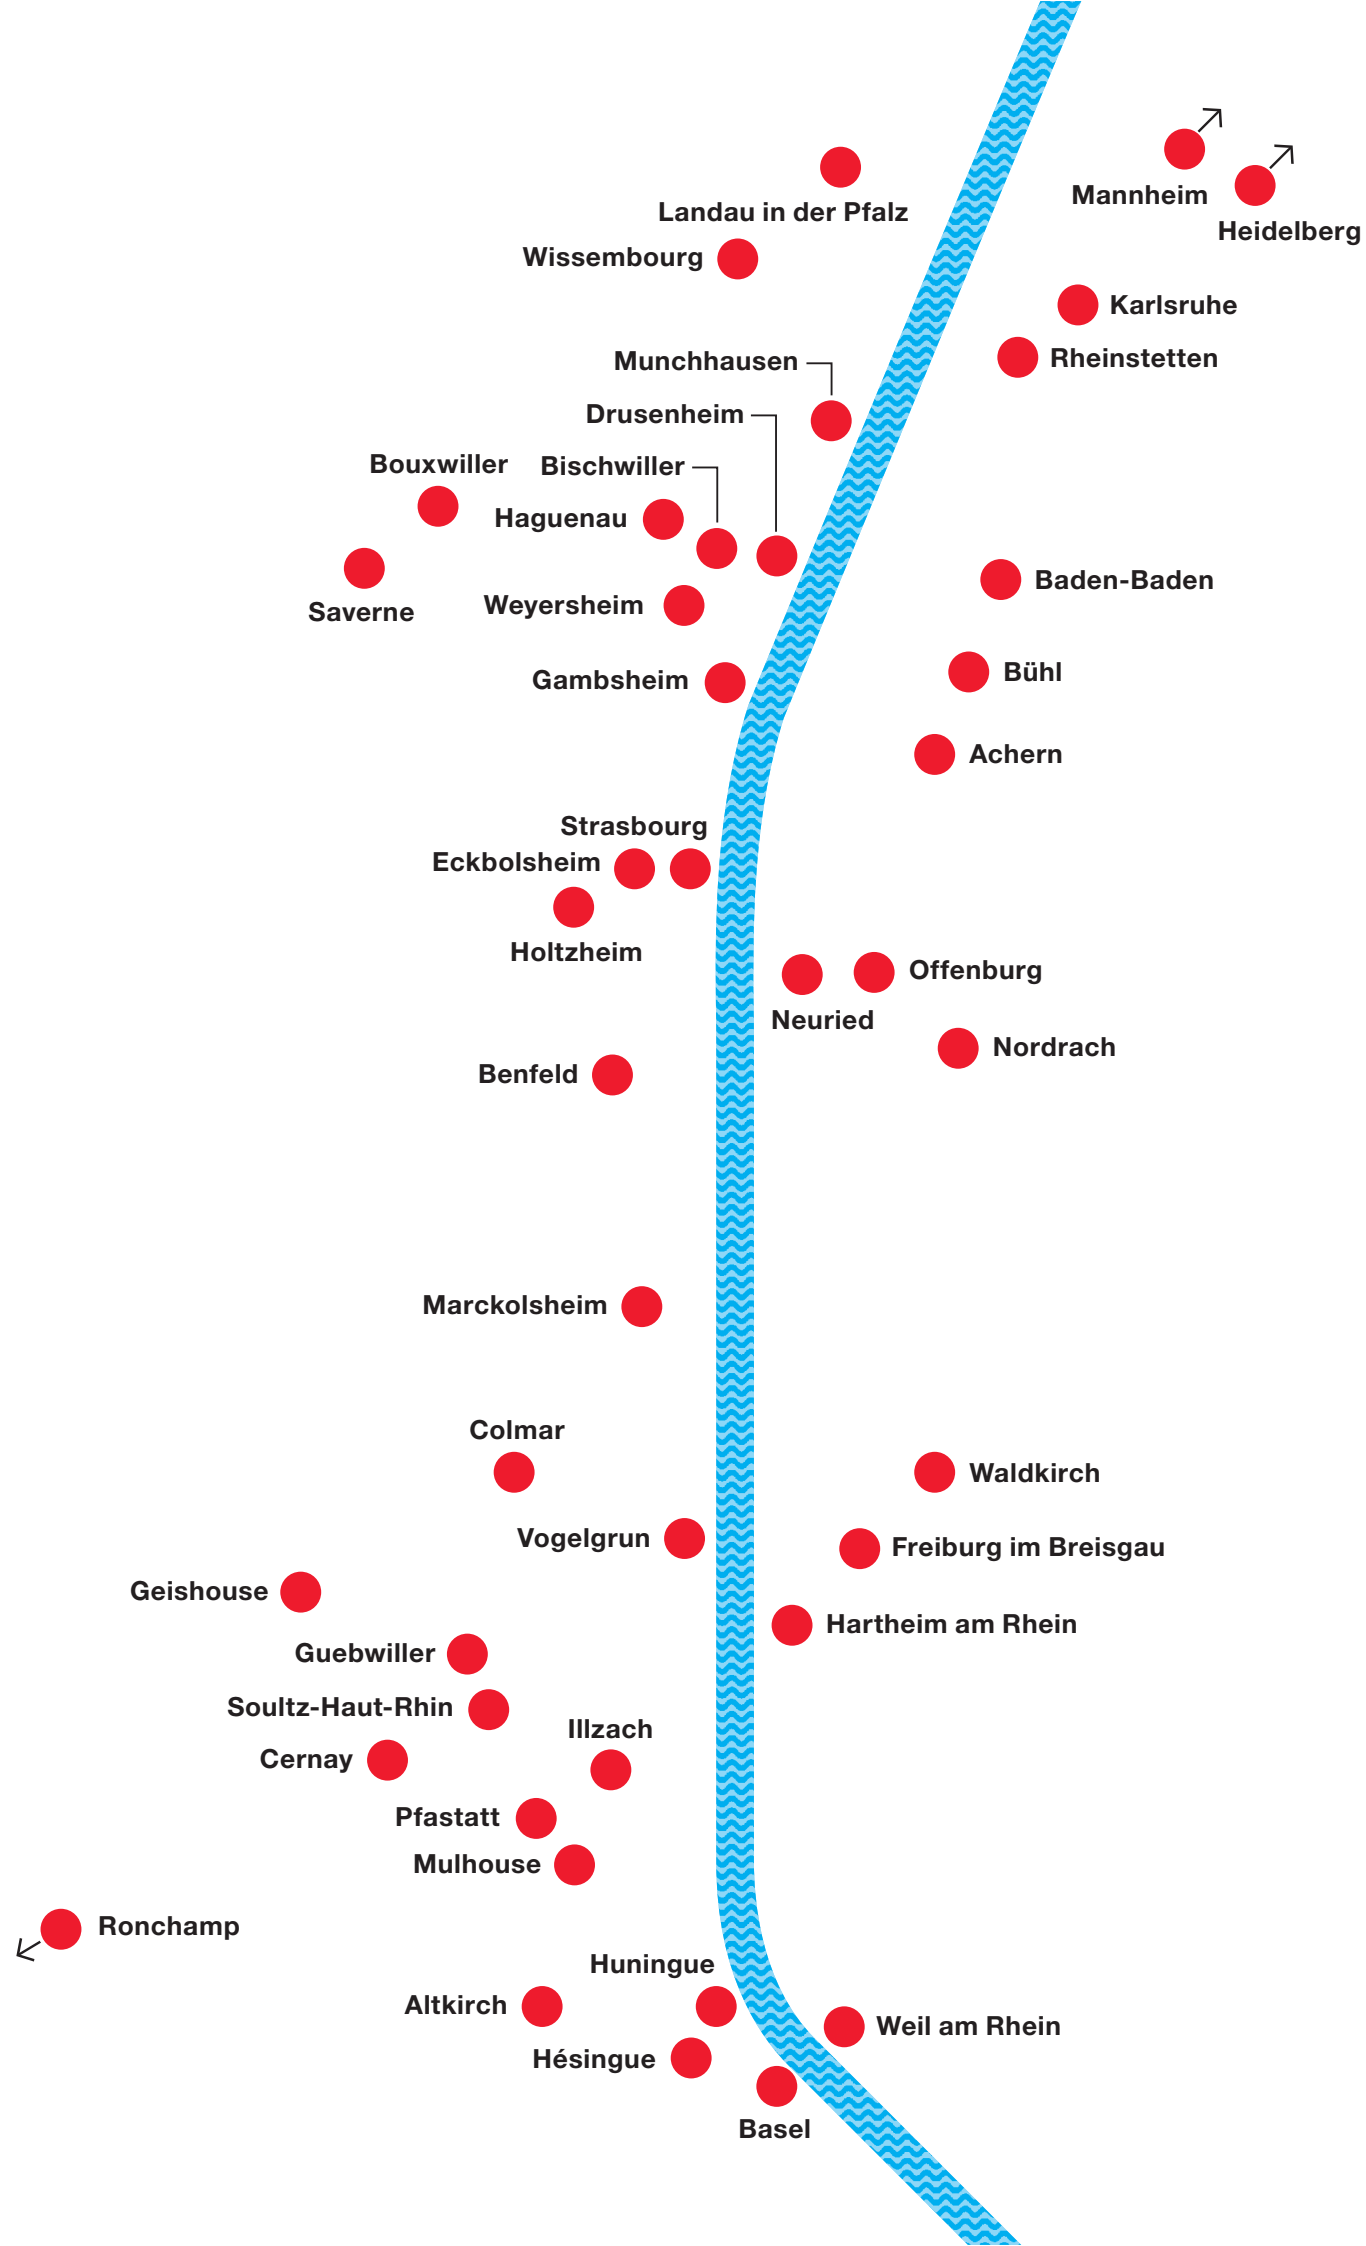 Mannheim
Landau in der Pfalz
Heidelberg
Wissembourg
Karlsruhe
Rheinstetten
Munchhausen
Drusenheim
Bouxwiller
Bischwiller
Haguenau
Baden-Baden
Weyersheim
Saverne
Bühl
Gambsheim
Achern
Strasbourg
Eckbolsheim
Holtzheim
Offenburg
Neuried
Nordrach
Benfeld
Marckolsheim
Colmar
Waldkirch
Vogelgrun
Freiburg im Breisgau
Geishouse
Hartheim am Rhein
Guebwiller
Soultz-Haut-Rhin
Illzach
Cernay
Pfastatt
Mulhouse
Ronchamp
Huningue
Altkirch
Weil am Rhein
Hésingue
Basel